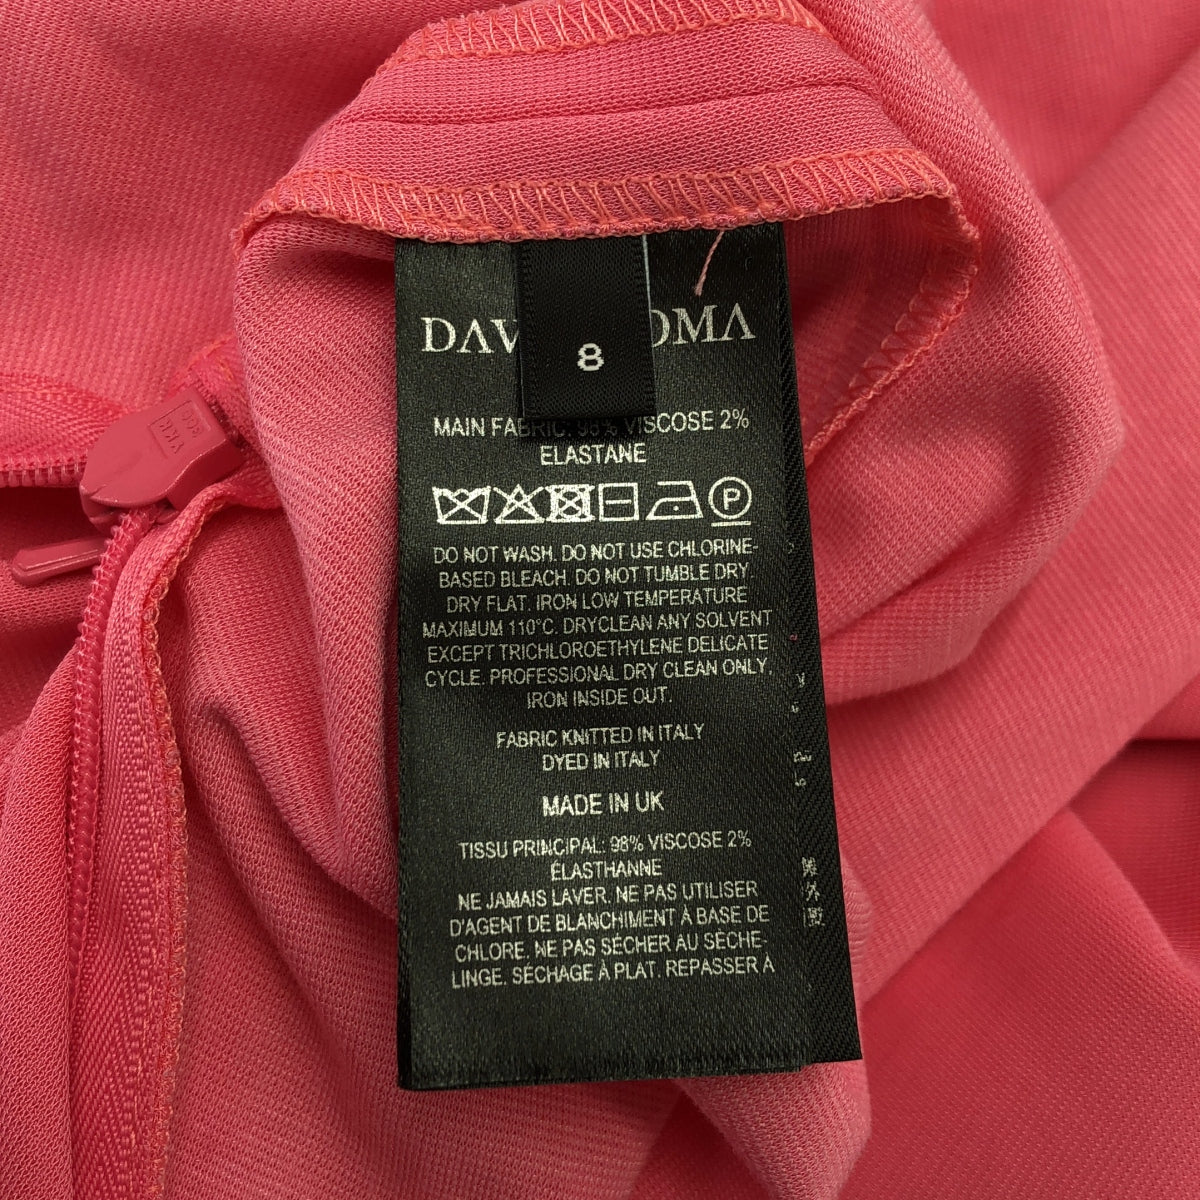 DAV OMA
8
MAIN FABRIC: 98% VISCOSE 2%
ELASTANE
P
DO NOT WASH. DO NOT USE CHLORINE-
BASED BLEACH. DO NOT TUMBLE DRY
DRY FLAT. IRON LOW TEMPERATURE
MAXIMUM 110°C. DRYCLEAN ANY SOLVENT
EXCEPT TRICHLOROETHYLENE DELICATE
CYCLE. PROFESSIONAL DRY CLEAN ONLY.
IRON INSIDE OUT.
FABRIC KNITTED IN ITALY
DYED IN ITALY
MADE IN UK
TISSU PRINCIPAL: 98% VISCOSE 2%
ÉLASTHANNE
NE JAMAIS LAVER. NE PAS UTILISER
D'AGENT DE BLANCHIMENT À BASE DE
CHLORE. NE PAS SÉCHER AU SÈCHE-
LINGE. SÉCHAGE À PLAT. REPASSER À
YKK